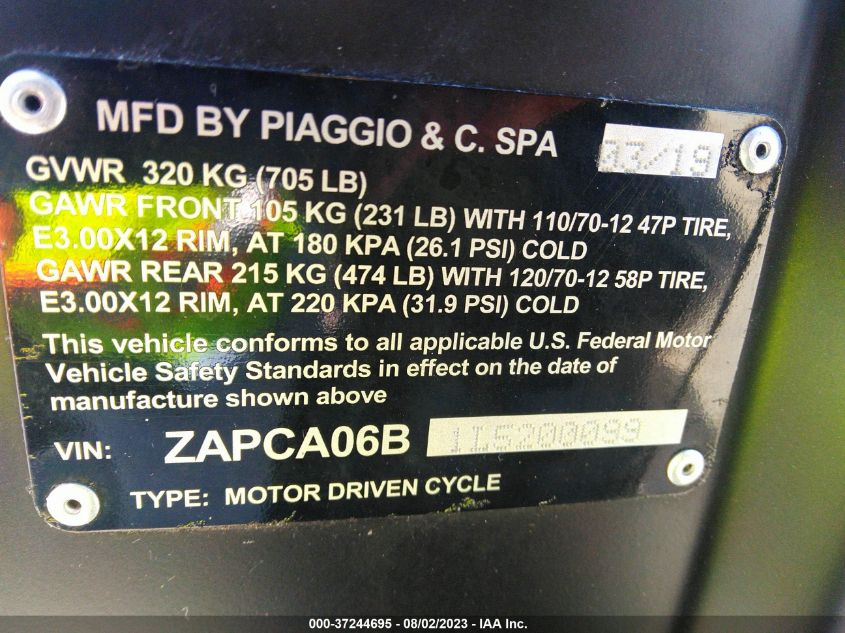 MFD BY PIAGGIO & C. SPA 33/19
GVWR 320 KG (705 LB)
GAWR FRONT 105 KG (231 LB) WITH 110/70-12 47P TIRE,
E3.00X12 RIM, AT 180 KPA (26.1 PSI) COLD
GAWR REAR 215 KG (474 LB) WITH 120/70-12 58P TIRE,
E3.00X12 RIM, AT 220 KPA (31.9 PSI) COLD
This vehicle conforms to all applicable U.S. Federal Motor
Vehicle Safety Standards in effect on the date of
manufacture shown above
VIN: ZAPCA06B 1L5200099
TYPE: MOTOR DRIVEN CYCLE
000-37244695 - 08/02/2023 - IAA Inc.